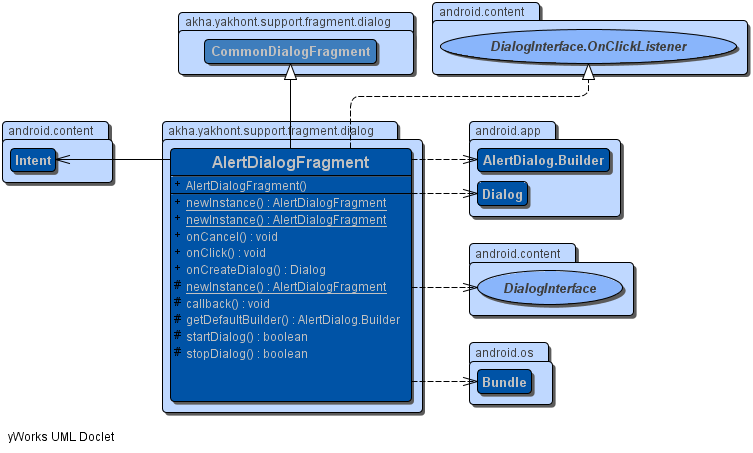 akha.yakhont.support.fragment.dialog
CommonDialogFragment
android.content
DialogInterface.OnClickListener
android.content
Intent
akha.yakhont.support.fragment.dialog
AlertDialogFragment
+ AlertDialogFragment()
+ newInstance() : AlertDialogFragment
+ newInstance() : AlertDialogFragment
+ onCancel() : void
+ onClick() : void
+ onCreateDialog() : Dialog
# newInstance() : AlertDialogFragment
# callback() : void
# getDefaultBuilder() : AlertDialog.Builder
# startDialog() : boolean
# stopDialog() : boolean
android.app
AlertDialog.Builder
Dialog
android.content
DialogInterface
android.os
Bundle
yWorks UML Doclet